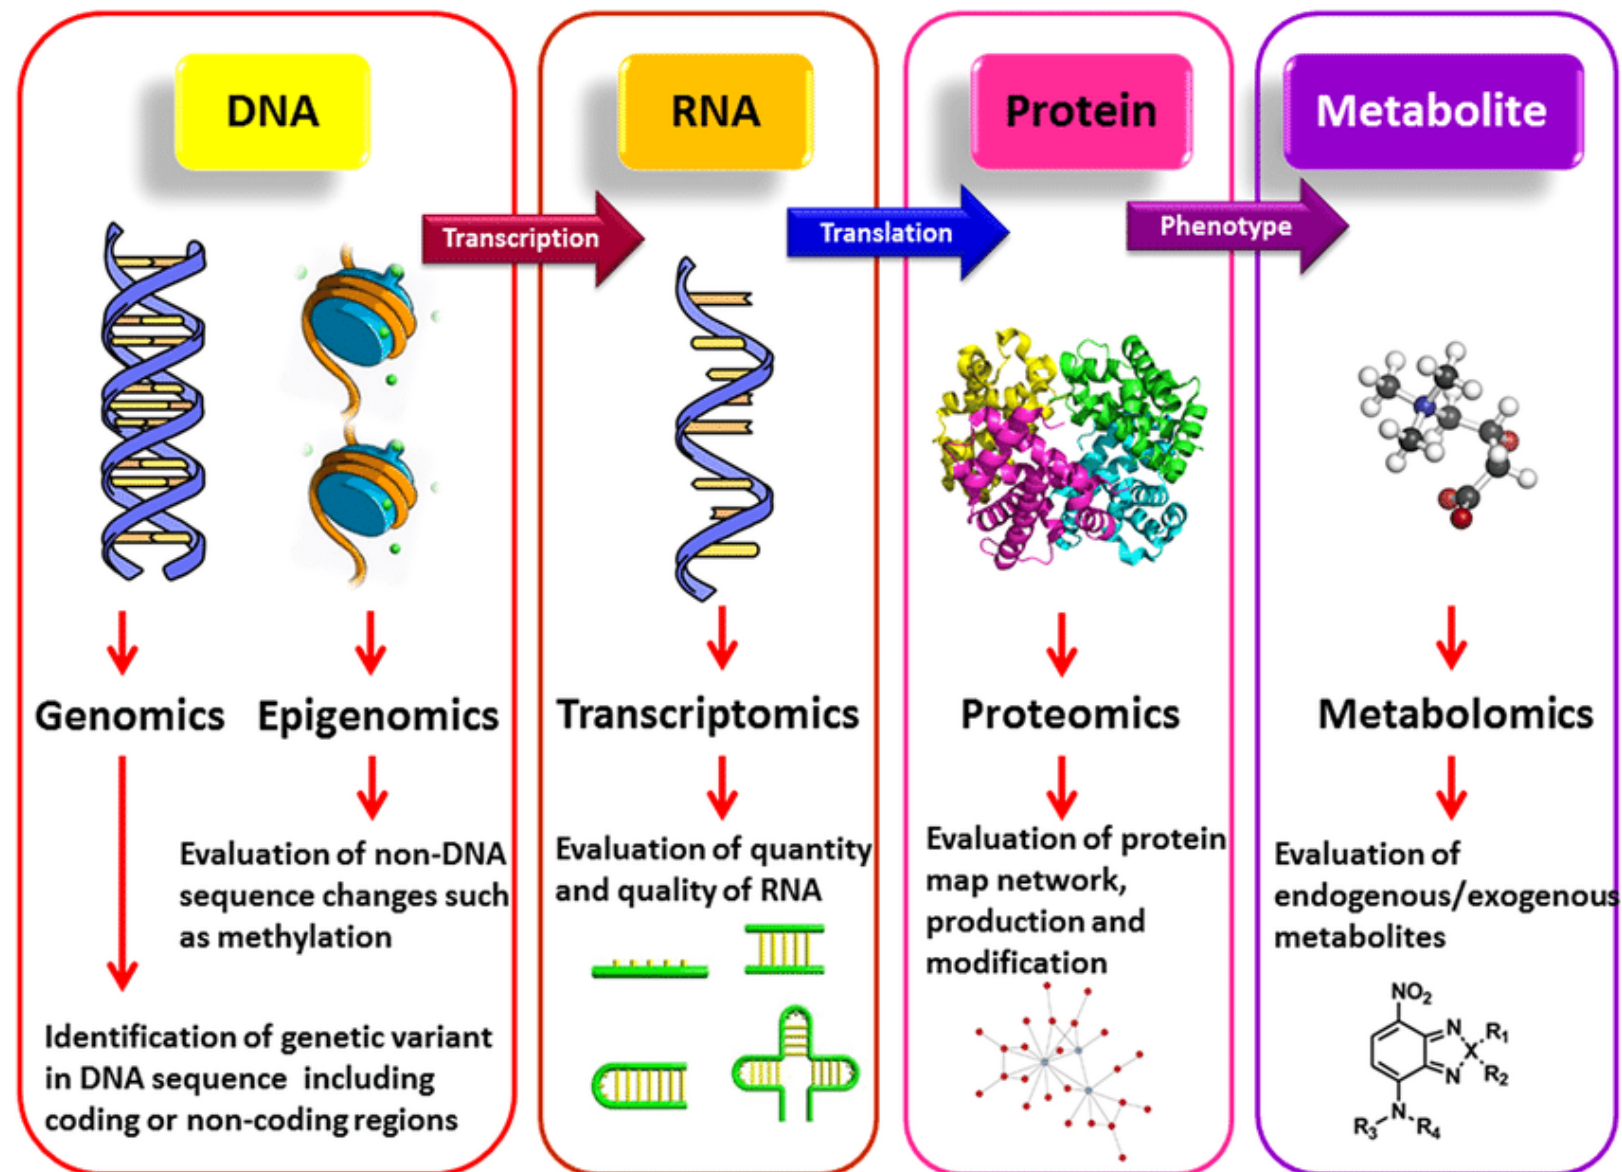 DNA
RNA
Protein
Metabolite
Transcription
Translation
Phenotype
Genomics
Epigenomics
Transcriptomics
Proteomics
Metabolomics
Evaluation of non-DNA
sequence changes such
as methylation
Identification of genetic variant
in DNA sequence including
coding or non-coding regions
Evaluation of quantity
and quality of RNA
Evaluation of protein
map network,
production and
modification
Evaluation of
endogenous/exogenous
metabolites
NO₂
N
R₁
X
N
R₂
N
R₃
R₄